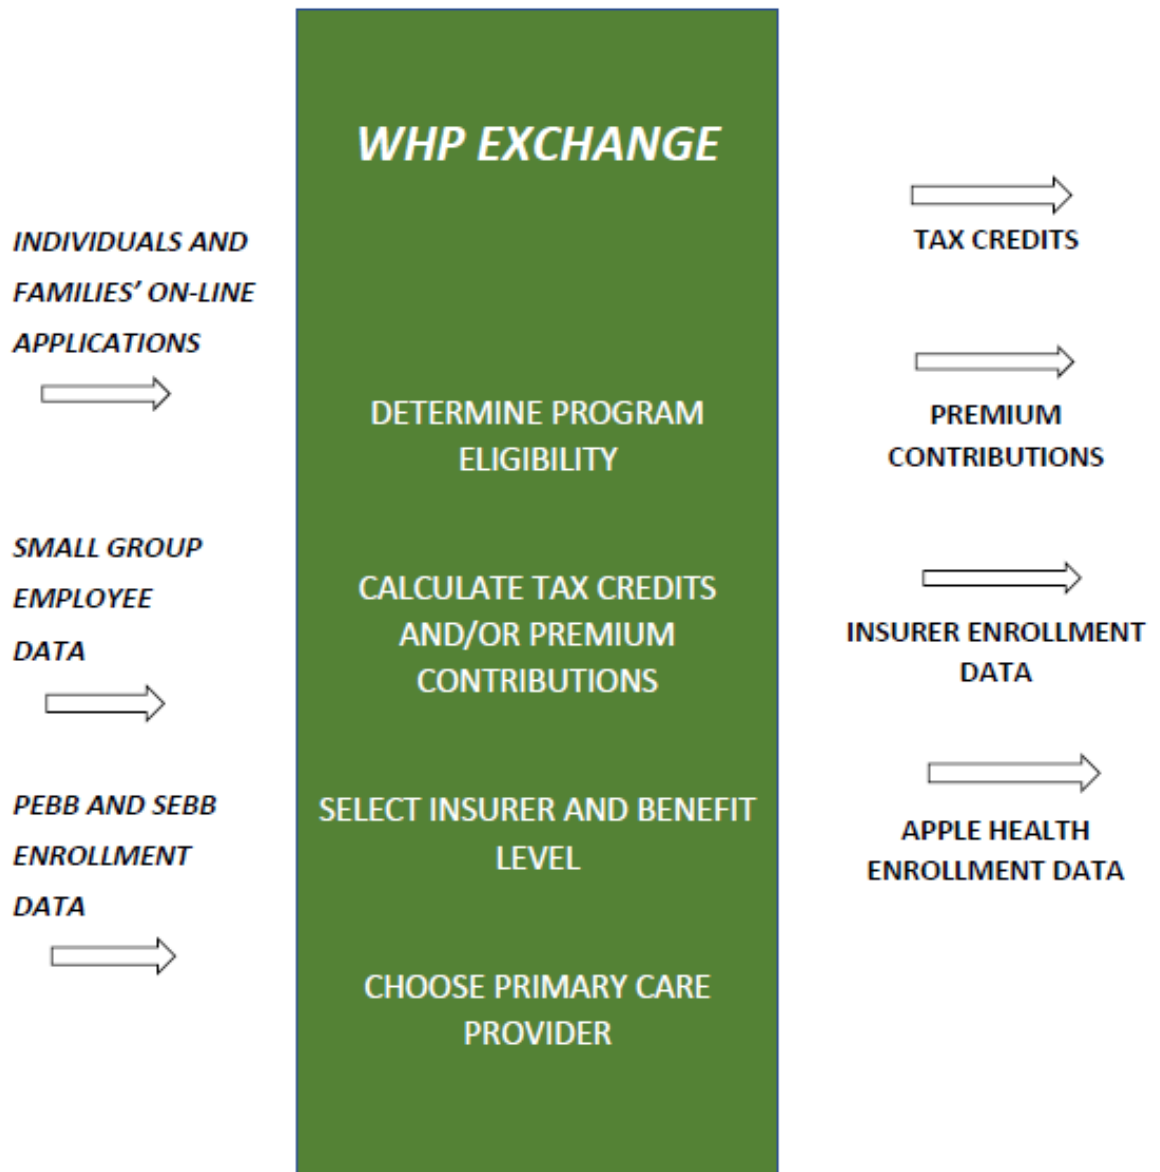 WHP EXCHANGE
INDIVIDUALS AND
FAMILIES’ ON-LINE
APPLICATIONS
SMALL GROUP
EMPLOYEE
DATA
PEBB AND SEBB
ENROLLMENT
DATA
DETERMINE PROGRAM
ELIGIBILITY
CALCULATE TAX CREDITS
AND/OR PREMIUM
CONTRIBUTIONS
SELECT INSURER AND BENEFIT
LEVEL
CHOOSE PRIMARY CARE
PROVIDER
TAX CREDITS
PREMIUM
CONTRIBUTIONS
INSURER ENROLLMENT
DATA
APPLE HEALTH
ENROLLMENT DATA